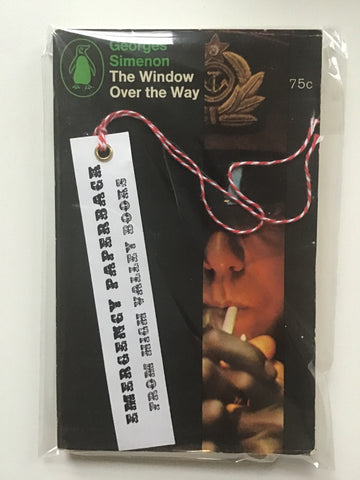 Georges
Simenon
The Window
Over the Way
75c
EMERGENCY PAPERBACK
FROM HIGH VALLEY BOOKS